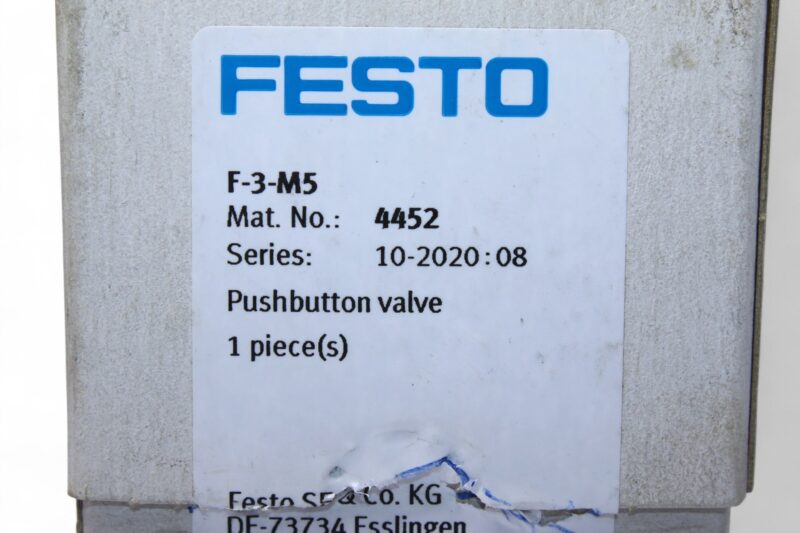 FESTO
F-3-M5
Mat. No.: 4452
Series: 10-2020:08
Pushbutton valve
1 piece(s)
Festo SE & Co. KG
DE-73734 Esslingen